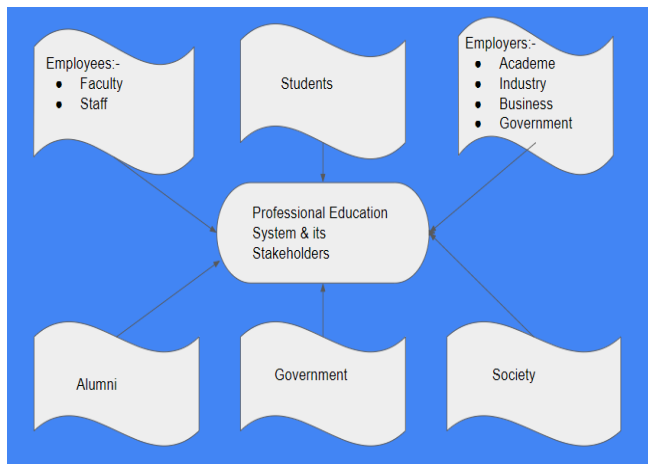 Employees:-
● Faculty
● Staff
Students
Employers:-
● Academe
● Industry
● Business
● Government
Professional Education
System & its
Stakeholders
Alumni
Government
Society